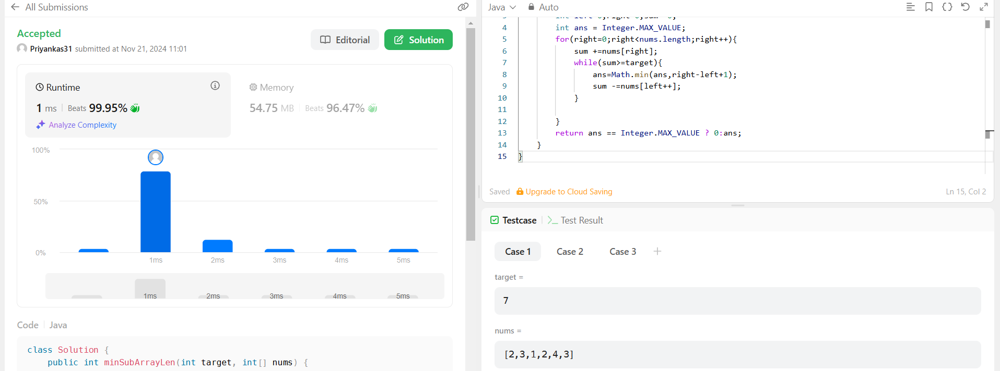 All Submissions
Accepted
Priyankas31 submitted at Nov 21, 2024 11:01
Editorial
Solution
Runtime
1 ms | Beats 99.95%
Analyze Complexity
Memory
54.75 MB | Beats 96.47%
100%
50%
0%
1ms 2ms 3ms 4ms 5ms
1ms 2ms 3ms 4ms 5ms
Code | Java
class Solution {
    public int minSubArrayLen(int target, int[] nums) {
Java Auto
4 int ans = Integer.MAX_VALUE;
5 for(right=0;right<nums.length;right++){
6 sum +=nums[right];
7 while(sum>=target){
8 ans=Math.min(ans,right-left+1);
9 sum -=nums[left++];
10 }
11
12 }
13 return ans == Integer.MAX_VALUE ? 0:ans;
14 }
15 }
Saved Upgrade to Cloud Saving Ln 15, Col 2
Testcase | >_ Test Result
Case 1 Case 2 Case 3 +
target =
7
nums =
[2,3,1,2,4,3]